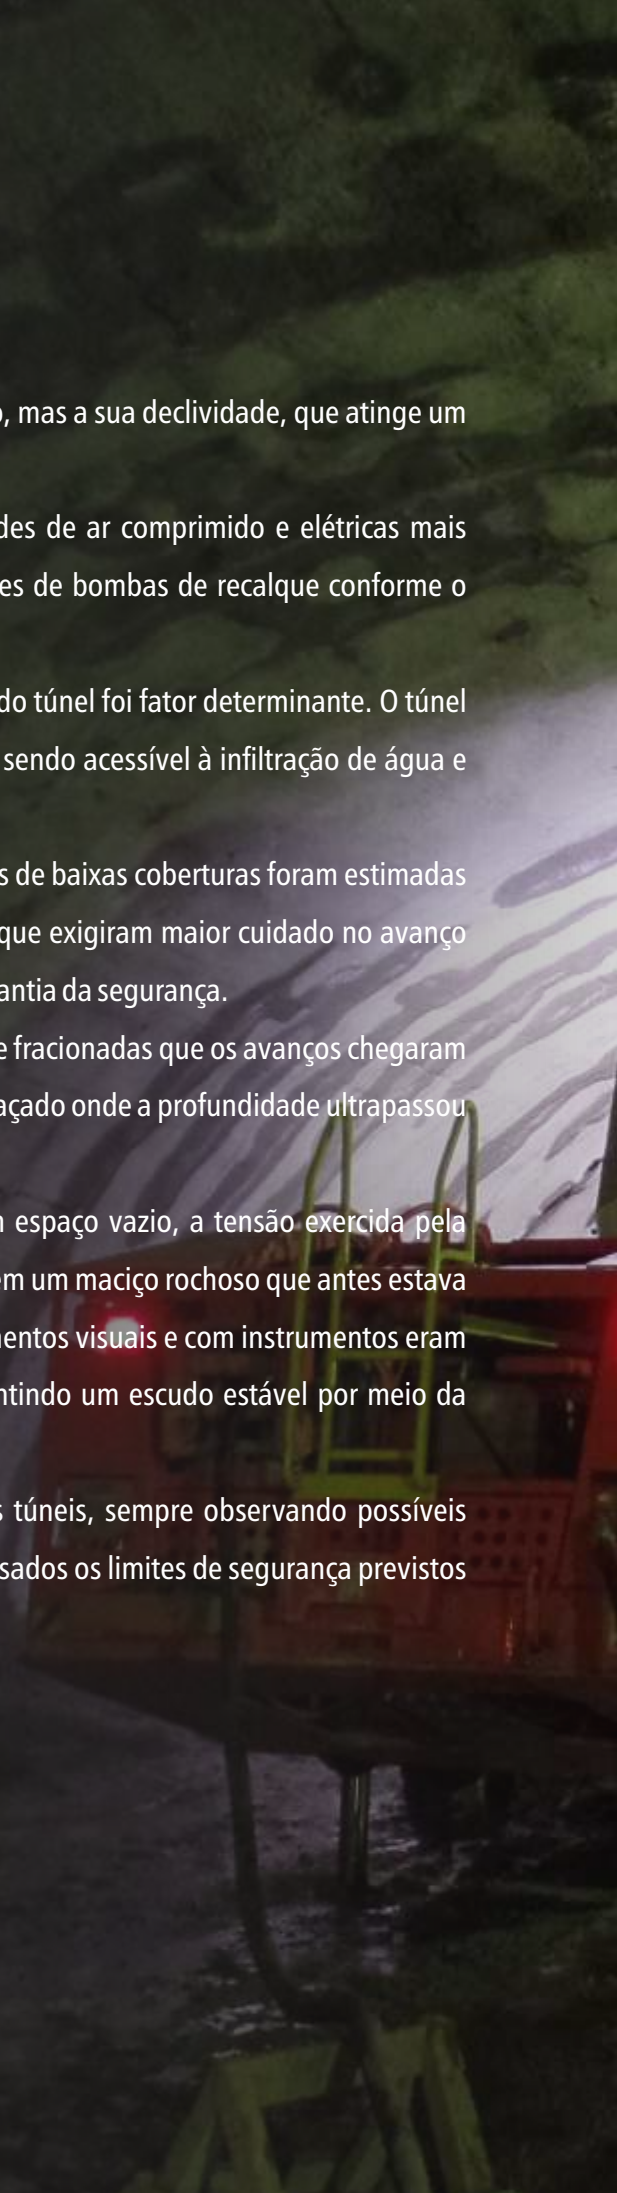 , mas a sua declividade, que atinge um
des de ar comprimido e elétricas mais
es de bombas de recalque conforme o
do túnel foi fator determinante. O túnel
sendo acessível à infiltração de água e
s de baixas coberturas foram estimadas
que exigiram maior cuidado no avanço
antia da segurança.
e fracionadas que os avanços chegaram
açado onde a profundidade ultrapassou
espaço vazio, a tensão exercida pela
em um maciço rochoso que antes estava
mentos visuais e com instrumentos eram
ntindo um escudo estável por meio da
s túneis, sempre observando possíveis
sados os limites de segurança previstos